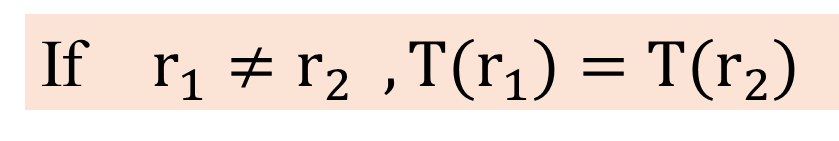 If r₁ ≠ r₂ ,T(r₁) = T(r₂)